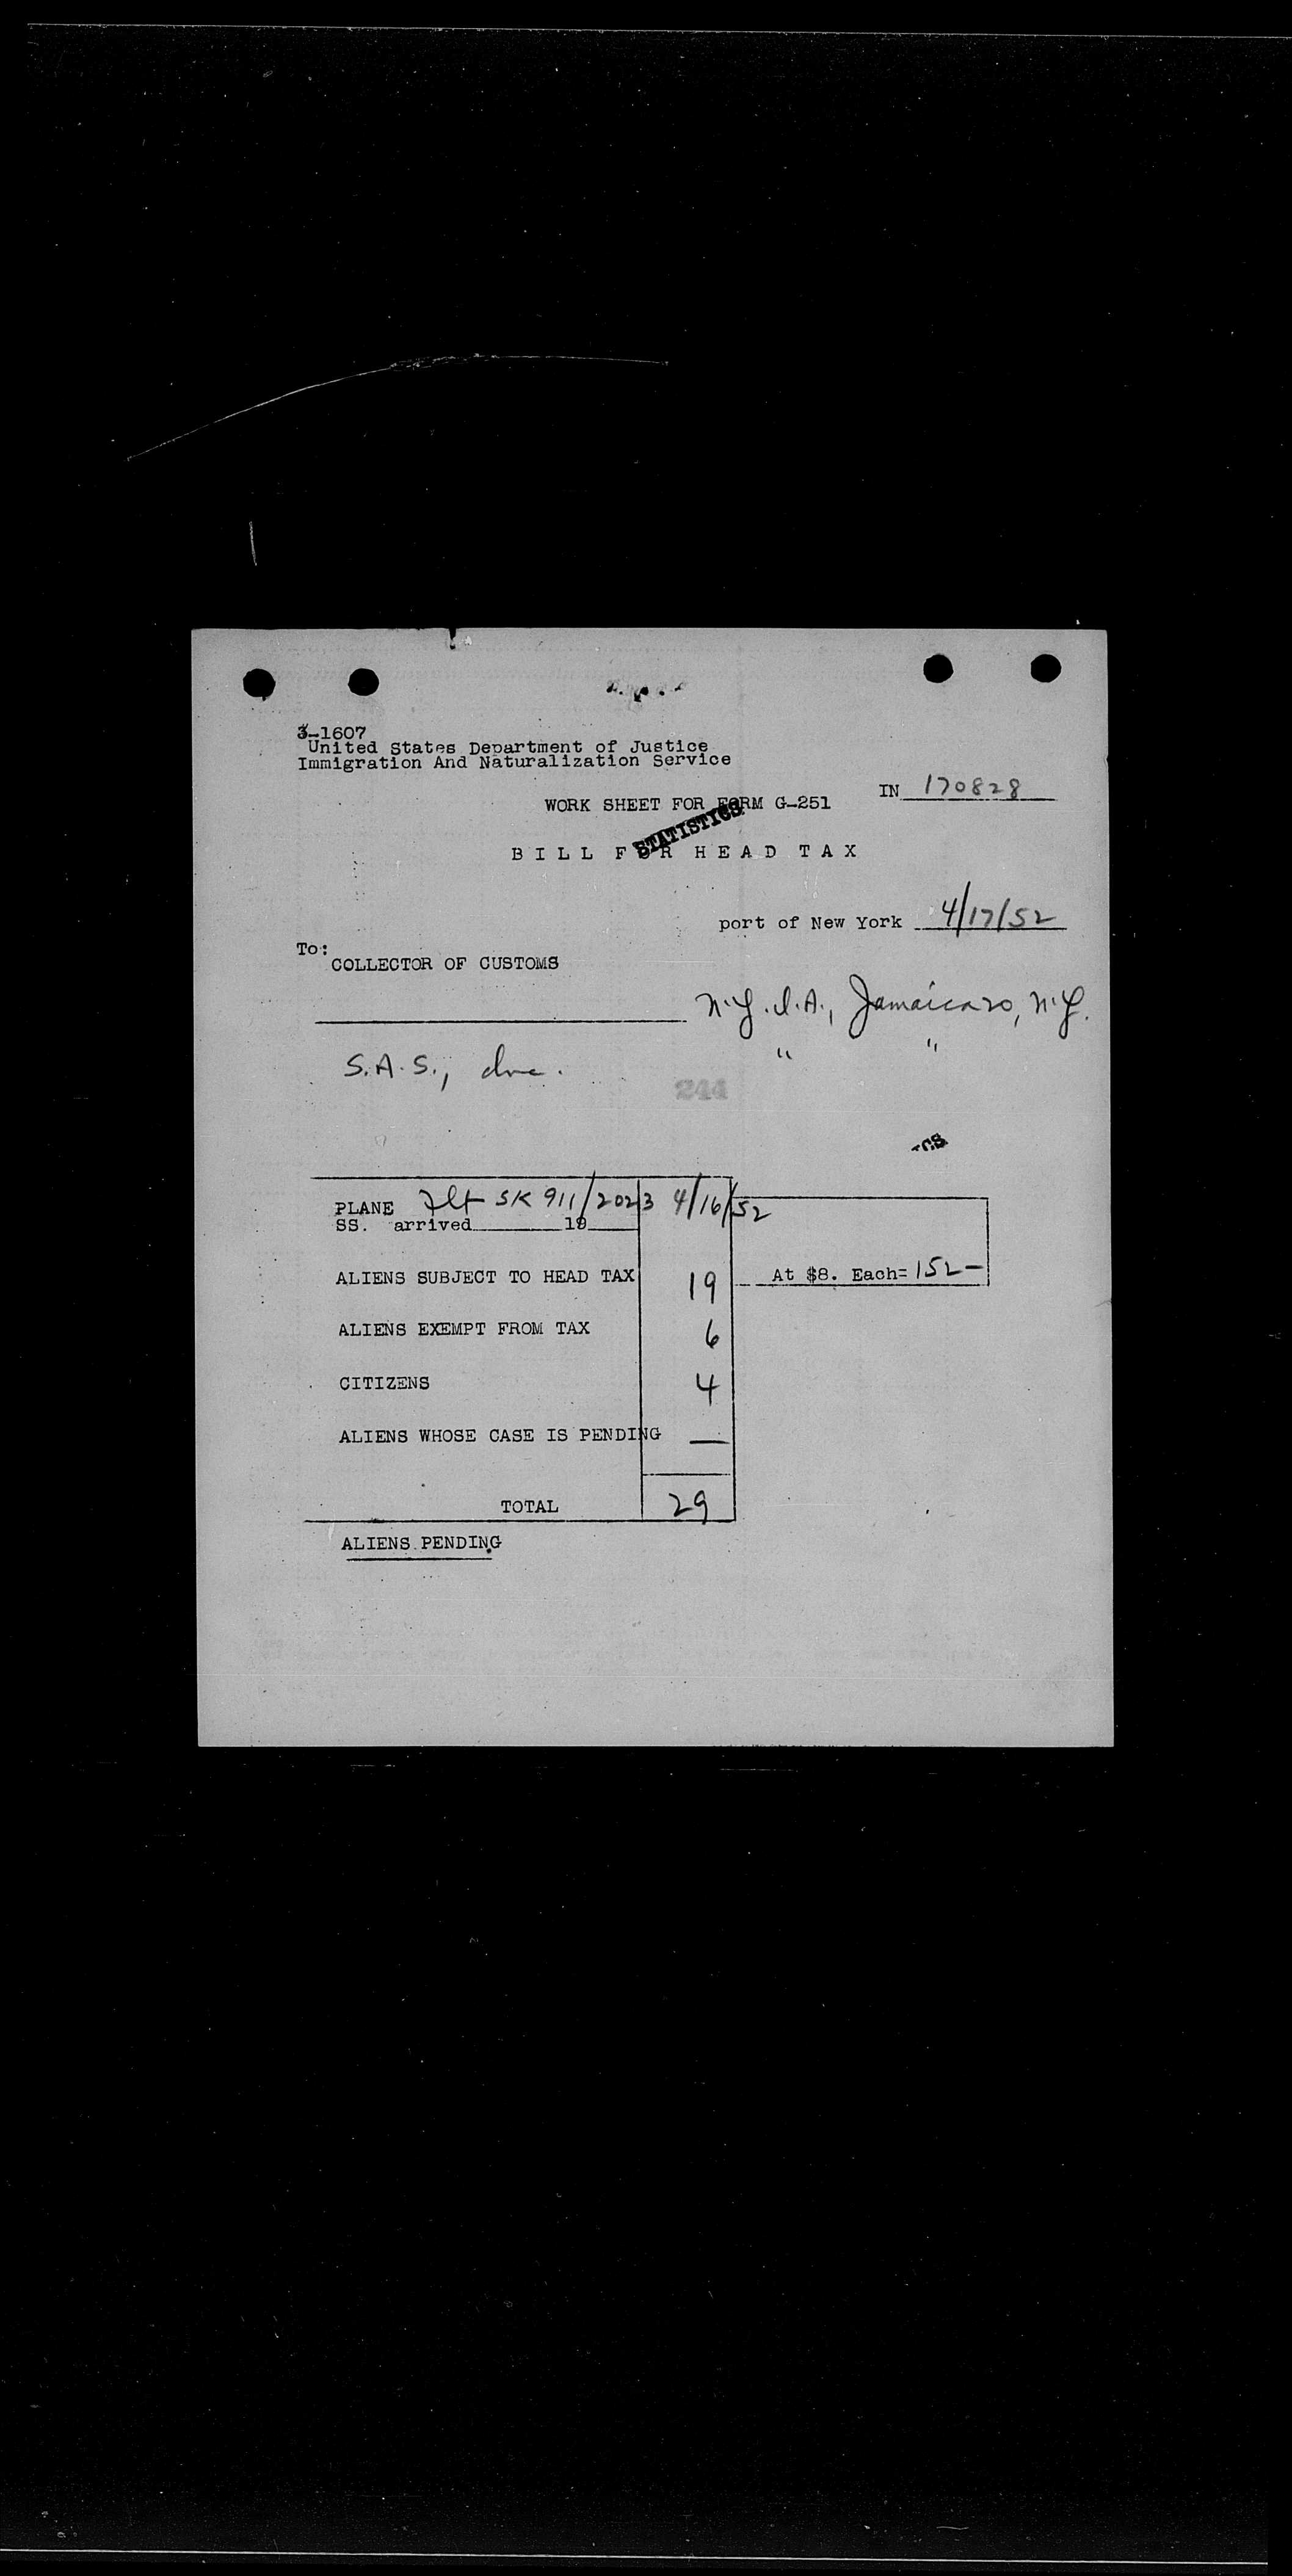 3-1607
United States Department of Justice
Immigration And Naturalization Service
IN 170828
WORK SHEET FOR FORM G-251
STATISTICS
BILL FOR HEAD TAX
port of New York 4/17/52
To:
COLLECTOR OF CUSTOMS
N.Y.I.A., Jamaica 30, N.Y.
" "
S.A.S., Inc.
244
ICS
PLANE Flt SK 911/2023 4/16/52
SS. arrived 19
ALIENS SUBJECT TO HEAD TAX 19 At $8. Each= 152-
ALIENS EXEMPT FROM TAX 6
CITIZENS 4
ALIENS WHOSE CASE IS PENDING —
TOTAL 29
ALIENS PENDING